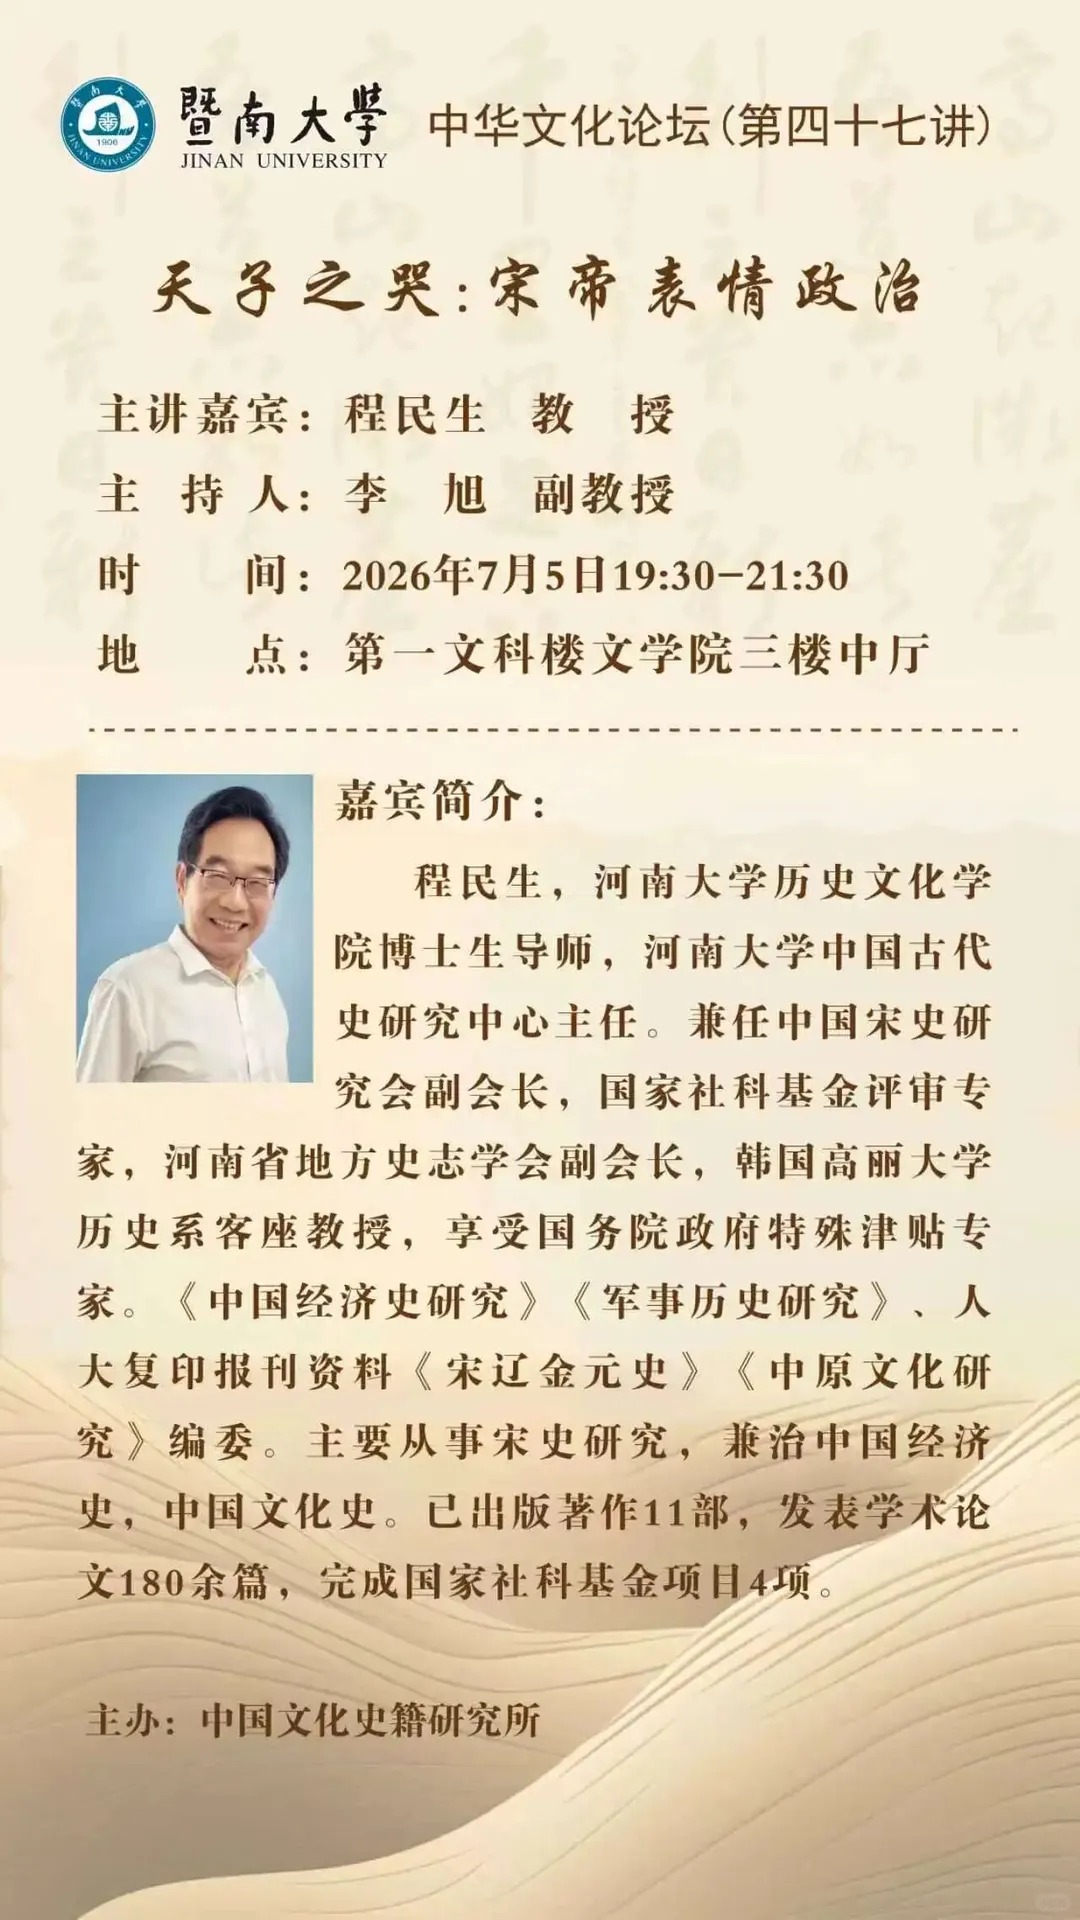 暨南大学
1906
JINAN UNIVERSITY
暨南大學
JINAN UNIVERSITY
中华文化论坛(第四十七讲)
天子之哭:宋帝表情政治
主讲嘉宾：程民生 教 授
主 持 人：李 旭 副教授
时 间：2026年7月5日19:30-21:30
地 点：第一文科楼文学院三楼中厅
嘉宾简介：
程民生，河南大学历史文化学
院博士生导师，河南大学中国古代
史研究中心主任。兼任中国宋史研
究会副会长，国家社科基金评审专
家，河南省地方史志学会副会长，韩国高丽大学
历史系客座教授，享受国务院政府特殊津贴专
家。《中国经济史研究》《军事历史研究》、人
大复印报刊资料《宋辽金元史》《中原文化研
究》编委。主要从事宋史研究，兼治中国经济
史，中国文化史。已出版著作11部，发表学术论
文180余篇，完成国家社科基金项目4项。
主办：中国文化史籍研究所